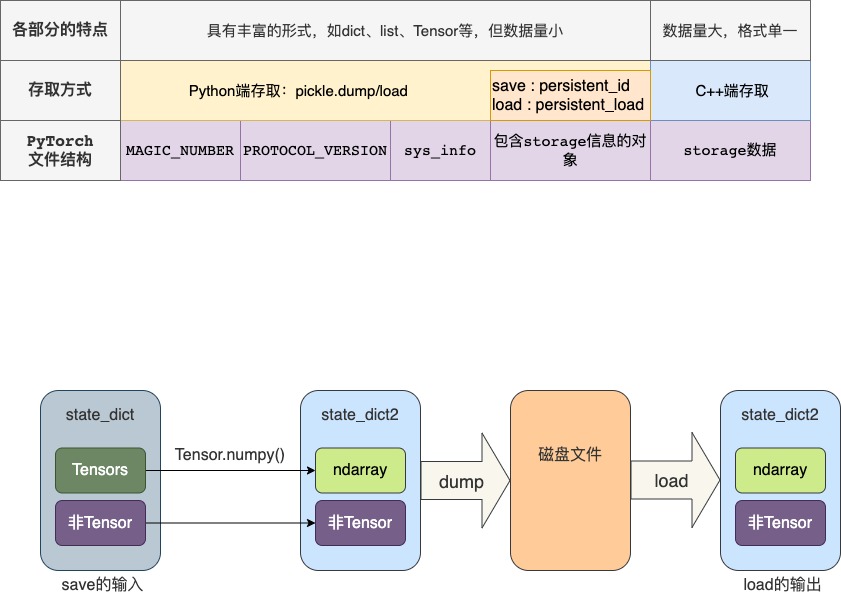 各部分的特点
具有丰富的形式，如dict、list、Tensor等，但数据量小
数据量大，格式单一
存取方式
Python端存取：pickle.dump/load
save : persistent_id
load : persistent_load
C++端存取
PyTorch
文件结构
MAGIC_NUMBER
PROTOCOL_VERSION
sys_info
包含storage信息的对
象
storage数据
state_dict
state_dict2
磁盘文件
state_dict2
Tensors
Tensor.numpy()
ndarray
dump
load
ndarray
非Tensor
非Tensor
非Tensor
save的输入
load的输出